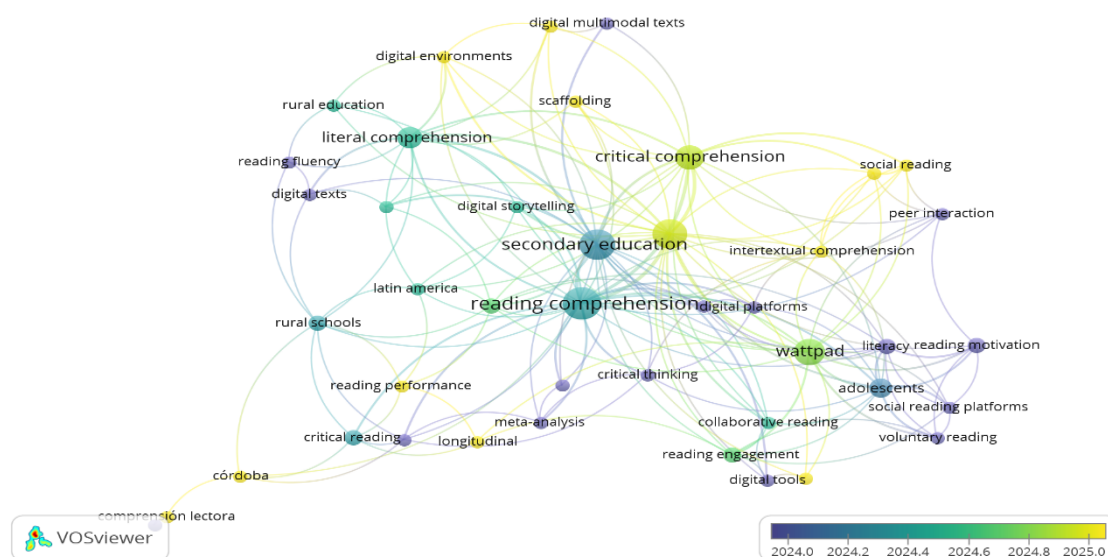 digital multimodal texts
digital environments
scaffolding
rural education
literal comprehension
critical comprehension
reading fluency
social reading
digital texts
digital storytelling
peer interaction
secondary education
intertextual comprehension
latin america
reading comprehension
digital platforms
rural schools
literacy
reading motivation
wattpad
critical thinking
reading performance
adolescents
social reading platforms
meta-analysis
collaborative reading
critical reading
longitudinal
voluntary reading
reading engagement
córdoba
digital tools
comprensión lectora
VOSviewer
2024.0 2024.2 2024.4 2024.6 2024.8 2025.0